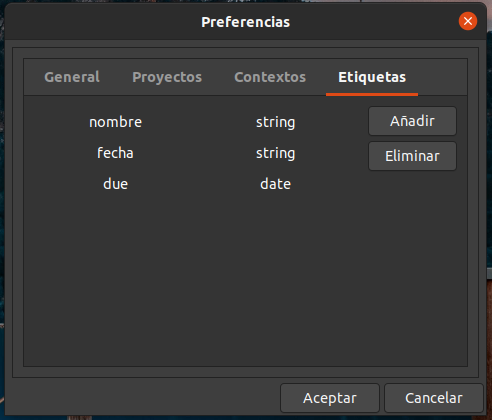 Preferencias
General Proyectos Contextos Etiquetas
nombre string Añadir
fecha string Eliminar
due date
Aceptar Cancelar